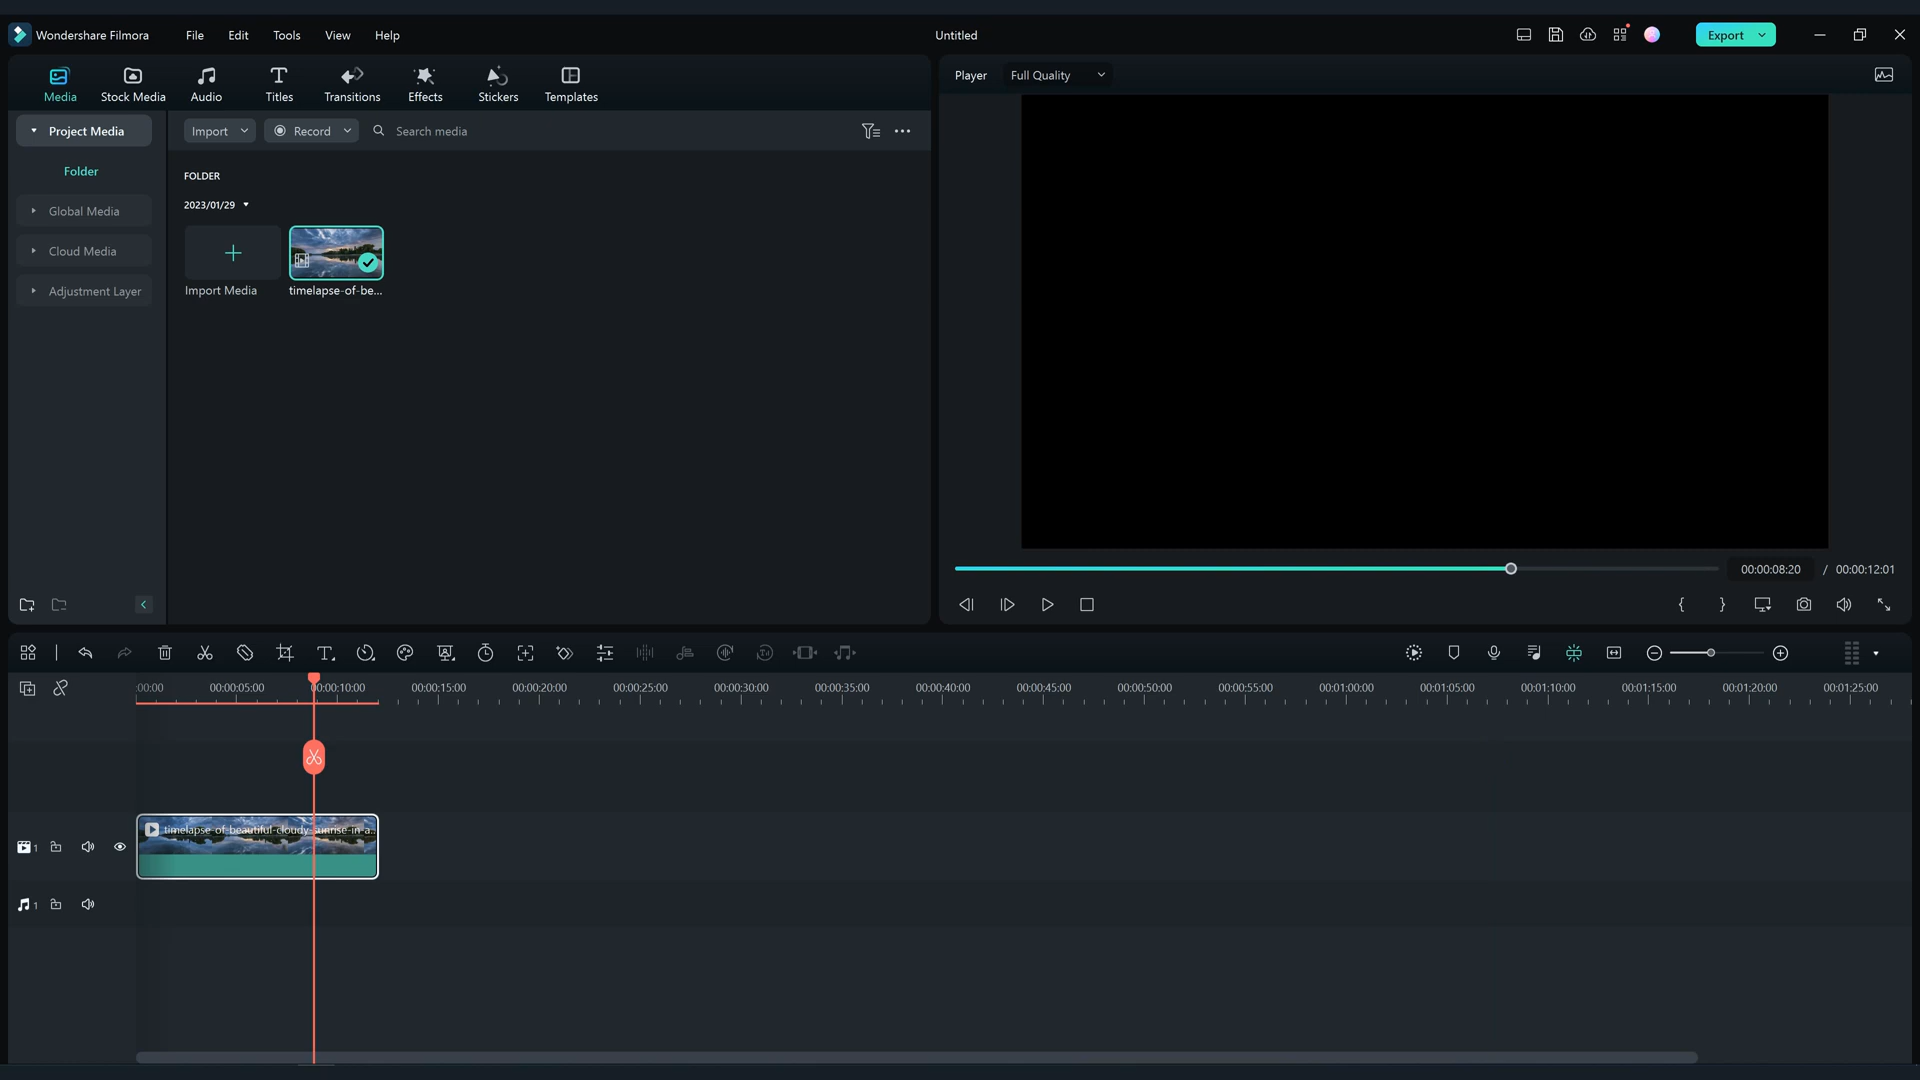 Wondershare Filmora
File
Edit
Tools
View
Help
Untitled
Export
Media
Stock Media
Audio
Titles
Transitions
Effects
Stickers
Templates
Player
Full Quality
Project Media
Folder
Global Media
Cloud Media
Adjustment Layer
Import
Record
Search media
FOLDER
2023/01/29
Import Media
timelapse-of-be...
00:00:08:20 / 00:00:12:01
:00:00
00:00:05:00
00:00:10:00
00:00:15:00
00:00:20:00
00:00:25:00
00:00:30:00
00:00:35:00
00:00:40:00
00:00:45:00
00:00:50:00
00:00:55:00
00:01:00:00
00:01:05:00
00:01:10:00
00:01:15:00
00:01:20:00
00:01:25:00
timelapse-of-beautiful-cloudy-sunrise-in-a...
1
1